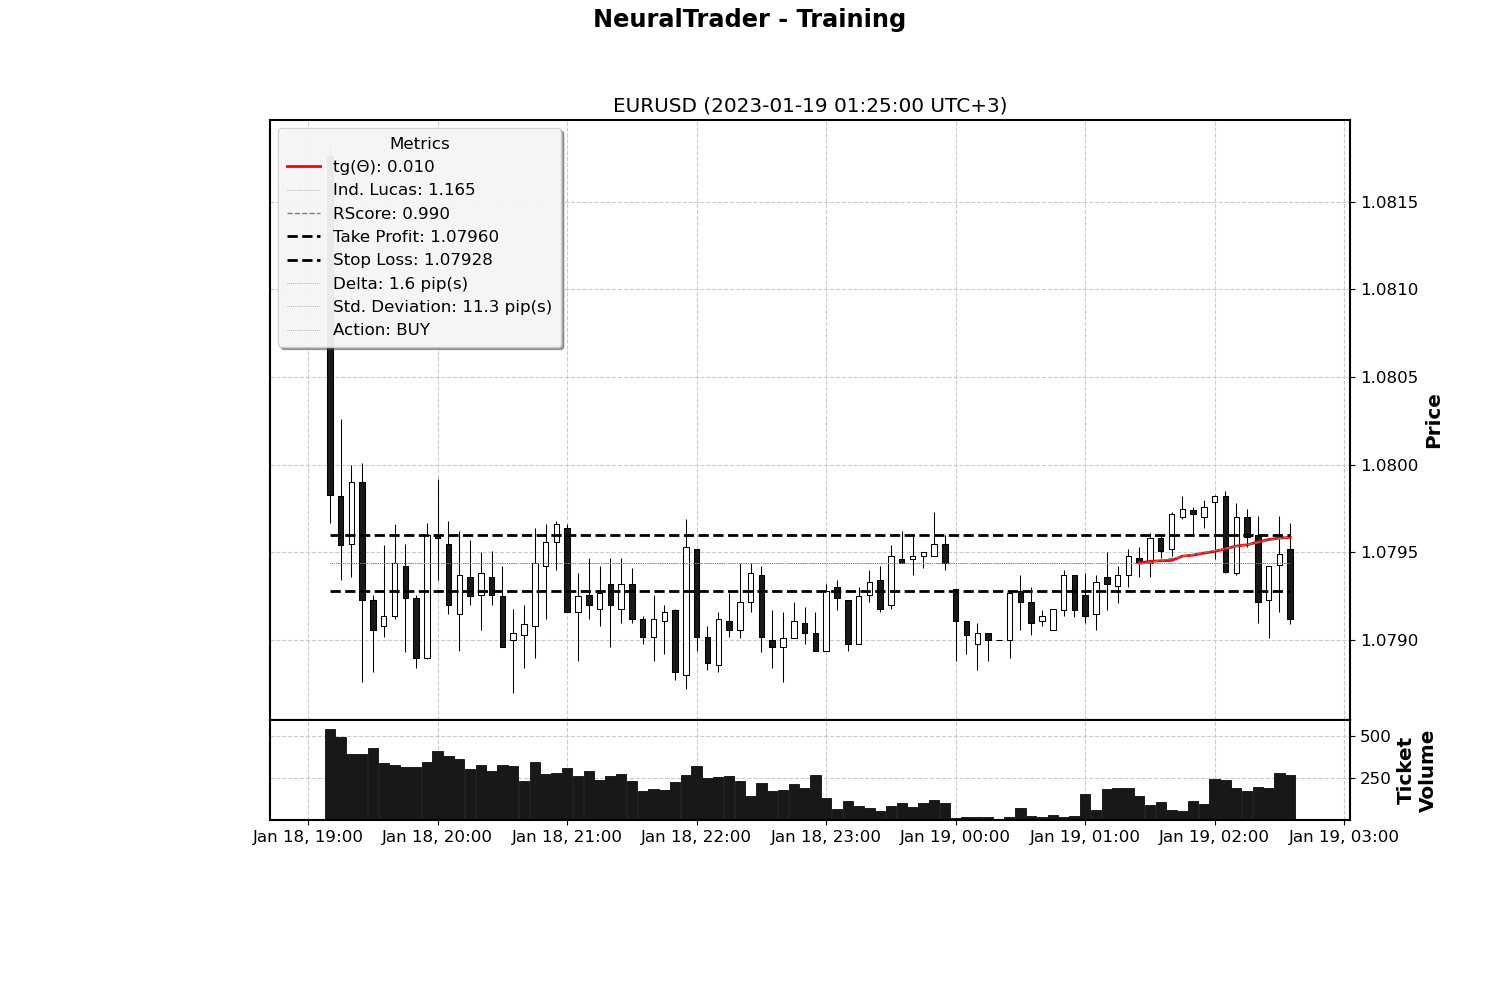 NeuralTrader - Training
EURUSD (2023-01-19 01:25:00 UTC+3)
Metrics
tg(Θ): 0.010
Ind. Lucas: 1.165
RScore: 0.990
Take Profit: 1.07960
Stop Loss: 1.07928
Delta: 1.6 pip(s)
Std. Deviation: 11.3 pip(s)
Action: BUY
1.0815
1.0810
1.0805
1.0800
1.0795
1.0790
Price
500
250
Ticket
Volume
Jan 18, 19:00
Jan 18, 20:00
Jan 18, 21:00
Jan 18, 22:00
Jan 18, 23:00
Jan 19, 00:00
Jan 19, 01:00
Jan 19, 02:00
Jan 19, 03:00